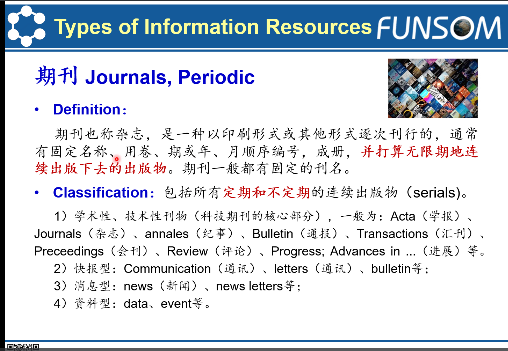 Types of Information Resources FUNSOM
期刊 Journals, Periodic
• Definition:
期刊也称杂志，是一种以印刷形式或其他形式逐次刊行的，通常
有固定名称、用卷、期或年、月顺序编号，成册，并打算无限期地连
续出版下去的出版物。期刊一般都有固定的刊名。
• Classification: 包括所有定期和不定期的连续出版物（serials)。
1）学术性、技术性刊物（科技期刊的核心部分），一般为：Acta（学报）、
Journals（杂志）、annales（纪事）、Bulletin（通报）、Transactions（汇刊）、
Preceedings（会刊）、Review（评论）、Progress; Advances in ...（进展）等。
2）快报型：Communication（通讯）、letters（通讯）、bulletin等；
3）消息型：news（新闻）、news letters等；
4）资料型：data、event等。